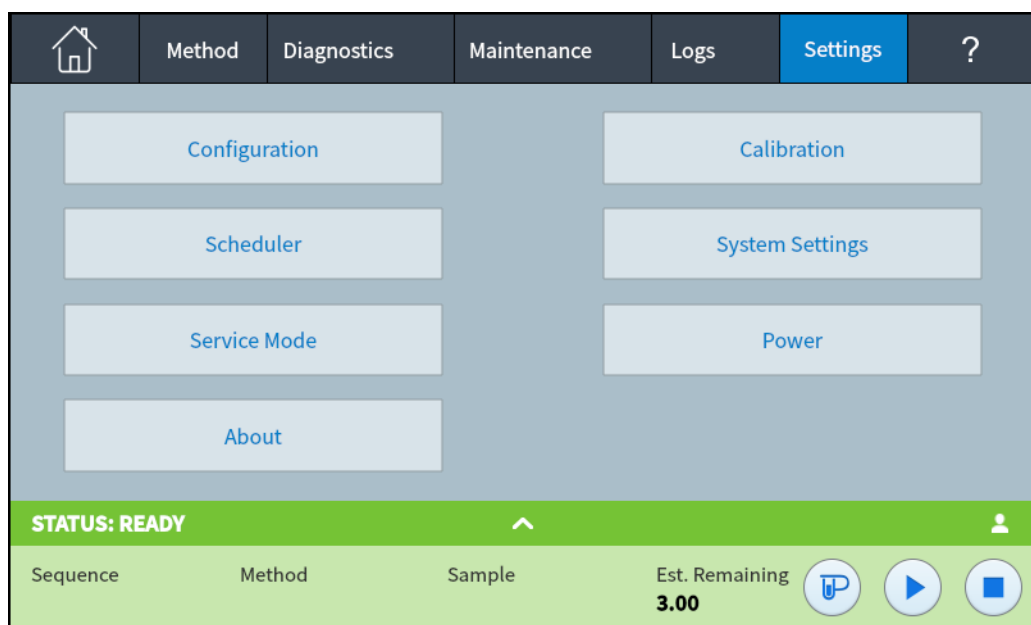 Method Diagnostics Maintenance Logs Settings ?
Configuration Calibration
Scheduler System Settings
Service Mode Power
About
STATUS: READY
Sequence Method Sample Est. Remaining
3.00